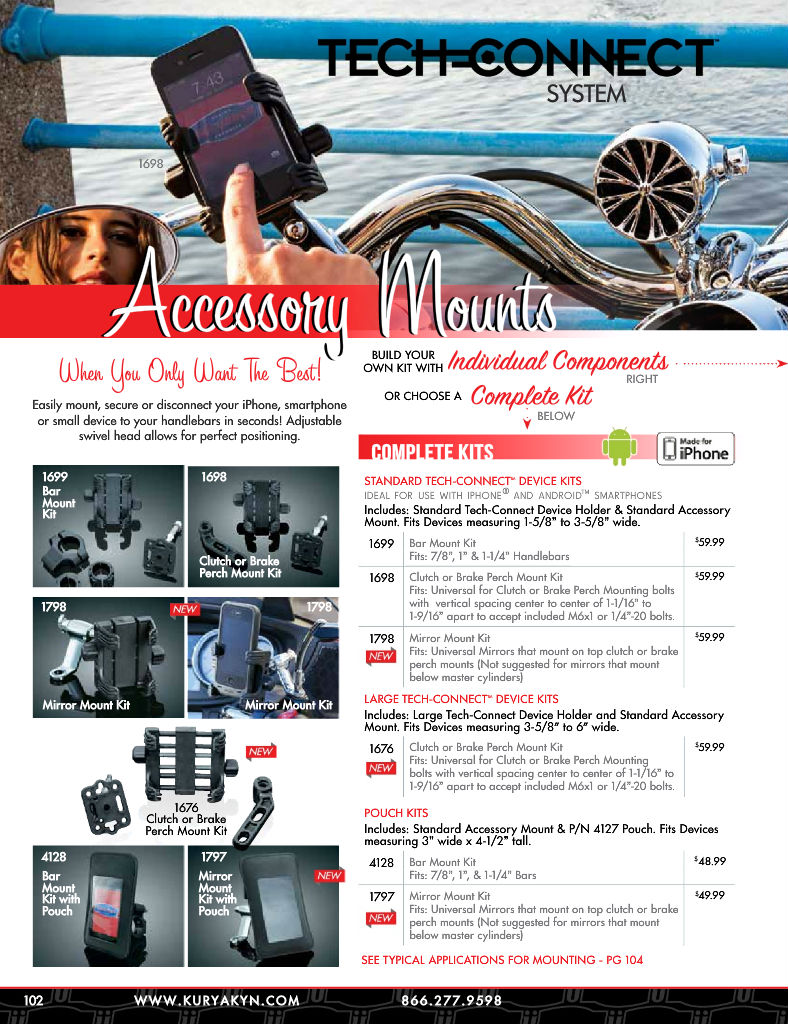 TECH-CONNECT™
SYSTEM
7:43
1698
Accessory Mounts
When You Only Want The Best!
Easily mount, secure or disconnect your iPhone, smartphone
or small device to your handlebars in seconds! Adjustable
swivel head allows for perfect positioning.
BUILD YOUR
OWN KIT WITH Individual Components
RIGHT
OR CHOOSE A Complete Kit
BELOW
1699
Bar
Mount
Kit
1698
Clutch or Brake
Perch Mount Kit
1798
NEW
Mirror Mount Kit
1798
Mirror Mount Kit
NEW
1676
Clutch or Brake
Perch Mount Kit
4128
Bar
Mount
Kit with
Pouch
1797
Mirror
Mount
Kit with
Pouch
NEW
COMPLETE KITS
Made for
iPhone
STANDARD TECH-CONNECT™ DEVICE KITS
IDEAL FOR USE WITH IPHONE® AND ANDROID™ SMARTPHONES
Includes: Standard Tech-Connect Device Holder & Standard Accessory
Mount. Fits Devices measuring 1-5/8" to 3-5/8" wide.
1699 Bar Mount Kit $59.99
Fits: 7/8", 1" & 1-1/4" Handlebars
1698 Clutch or Brake Perch Mount Kit $59.99
Fits: Universal for Clutch or Brake Perch Mounting bolts
with vertical spacing center to center of 1-1/16" to
1-9/16" apart to accept included M6x1 or 1/4"-20 bolts.
1798 Mirror Mount Kit $59.99
NEW Fits: Universal Mirrors that mount on top clutch or brake
perch mounts (Not suggested for mirrors that mount
below master cylinders)
LARGE TECH-CONNECT™ DEVICE KITS
Includes: Large Tech-Connect Device Holder and Standard Accessory
Mount. Fits Devices measuring 3-5/8" to 6" wide.
1676 Clutch or Brake Perch Mount Kit $59.99
NEW Fits: Universal for Clutch or Brake Perch Mounting
bolts with vertical spacing center to center of 1-1/16" to
1-9/16" apart to accept included M6x1 or 1/4"-20 bolts.
POUCH KITS
Includes: Standard Accessory Mount & P/N 4127 Pouch. Fits Devices
measuring 3" wide x 4-1/2" tall.
4128 Bar Mount Kit $48.99
Fits: 7/8", 1", & 1-1/4" Bars
1797 Mirror Mount Kit $49.99
NEW Fits: Universal Mirrors that mount on top clutch or brake
perch mounts (Not suggested for mirrors that mount
below master cylinders)
SEE TYPICAL APPLICATIONS FOR MOUNTING - PG 104
102 WWW.KURYAKYN.COM 866.277.9598